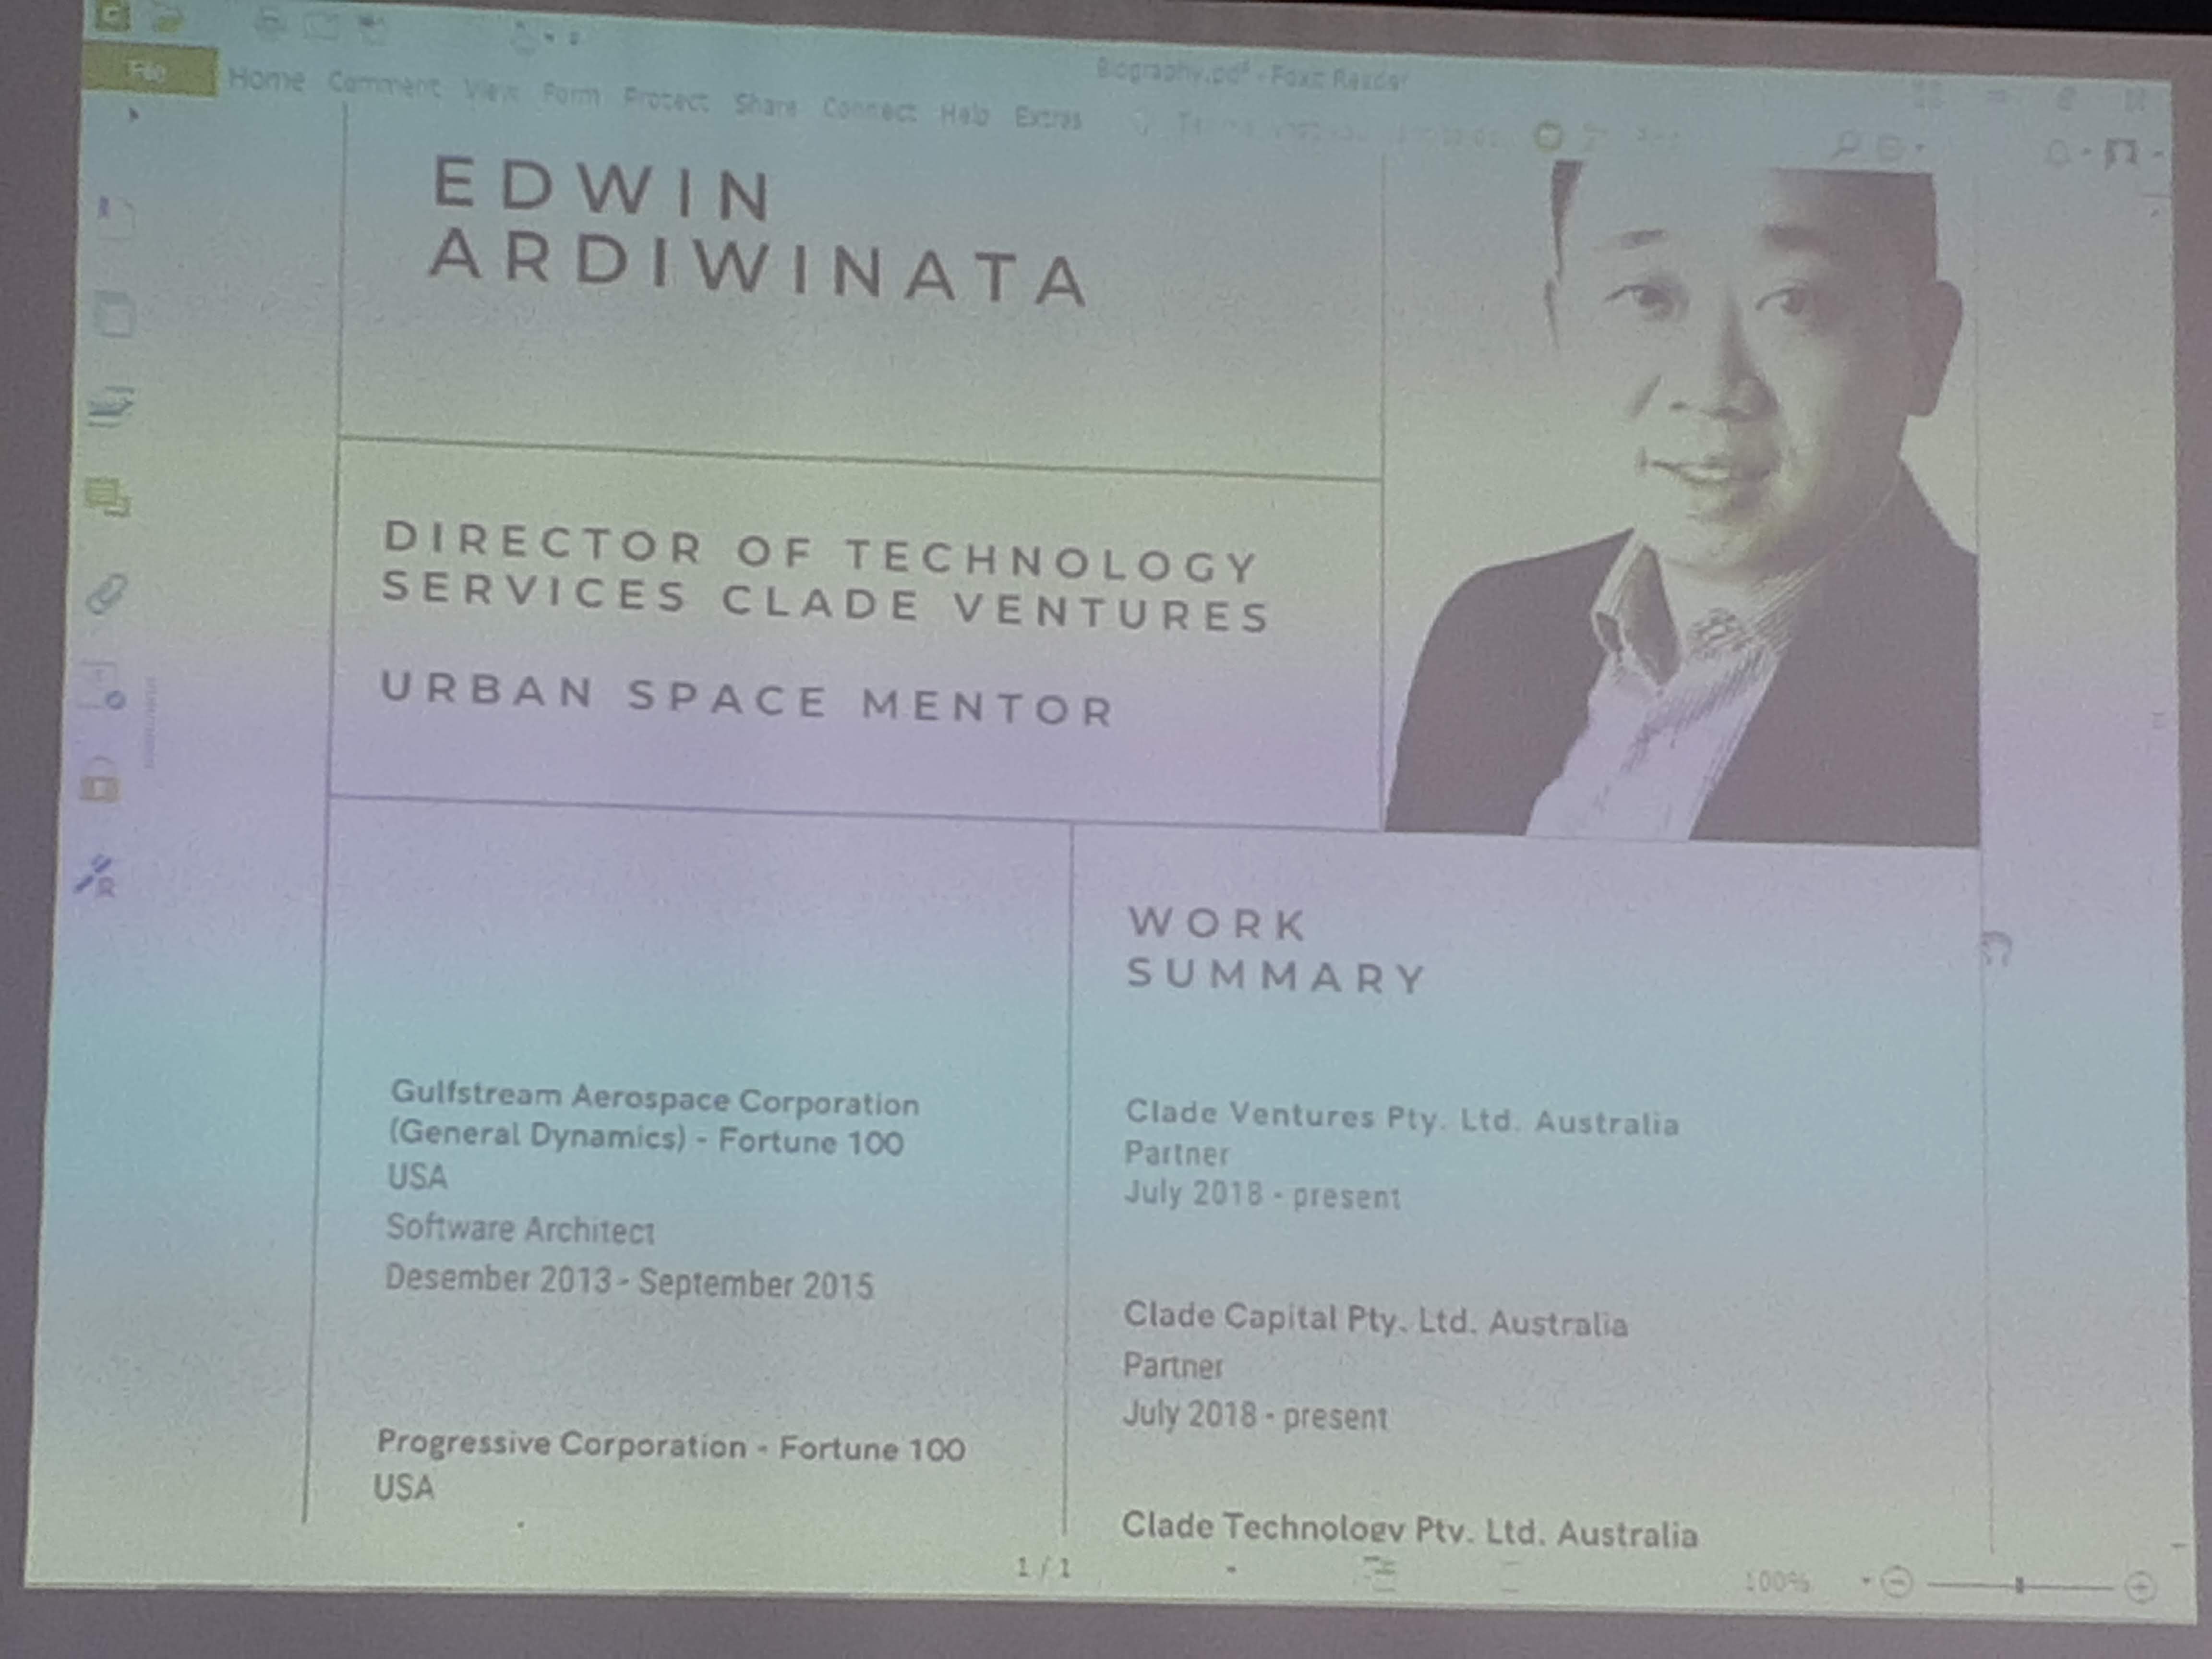 Biography.pdf - Foxit Reader
File Home Comment View Form Protect Share Connect Help Extras
EDWIN
ARDIWINATA
DIRECTOR OF TECHNOLOGY
SERVICES CLADE VENTURES
URBAN SPACE MENTOR
Gulfstream Aerospace Corporation
(General Dynamics) - Fortune 100
USA
Software Architect
Desember 2013 - September 2015
Progressive Corporation - Fortune 100
USA
WORK
SUMMARY
Clade Ventures Pty. Ltd. Australia
Partner
July 2018 - present
Clade Capital Pty. Ltd. Australia
Partner
July 2018 - present
Clade Technology Pty. Ltd. Australia
1 / 1
100%